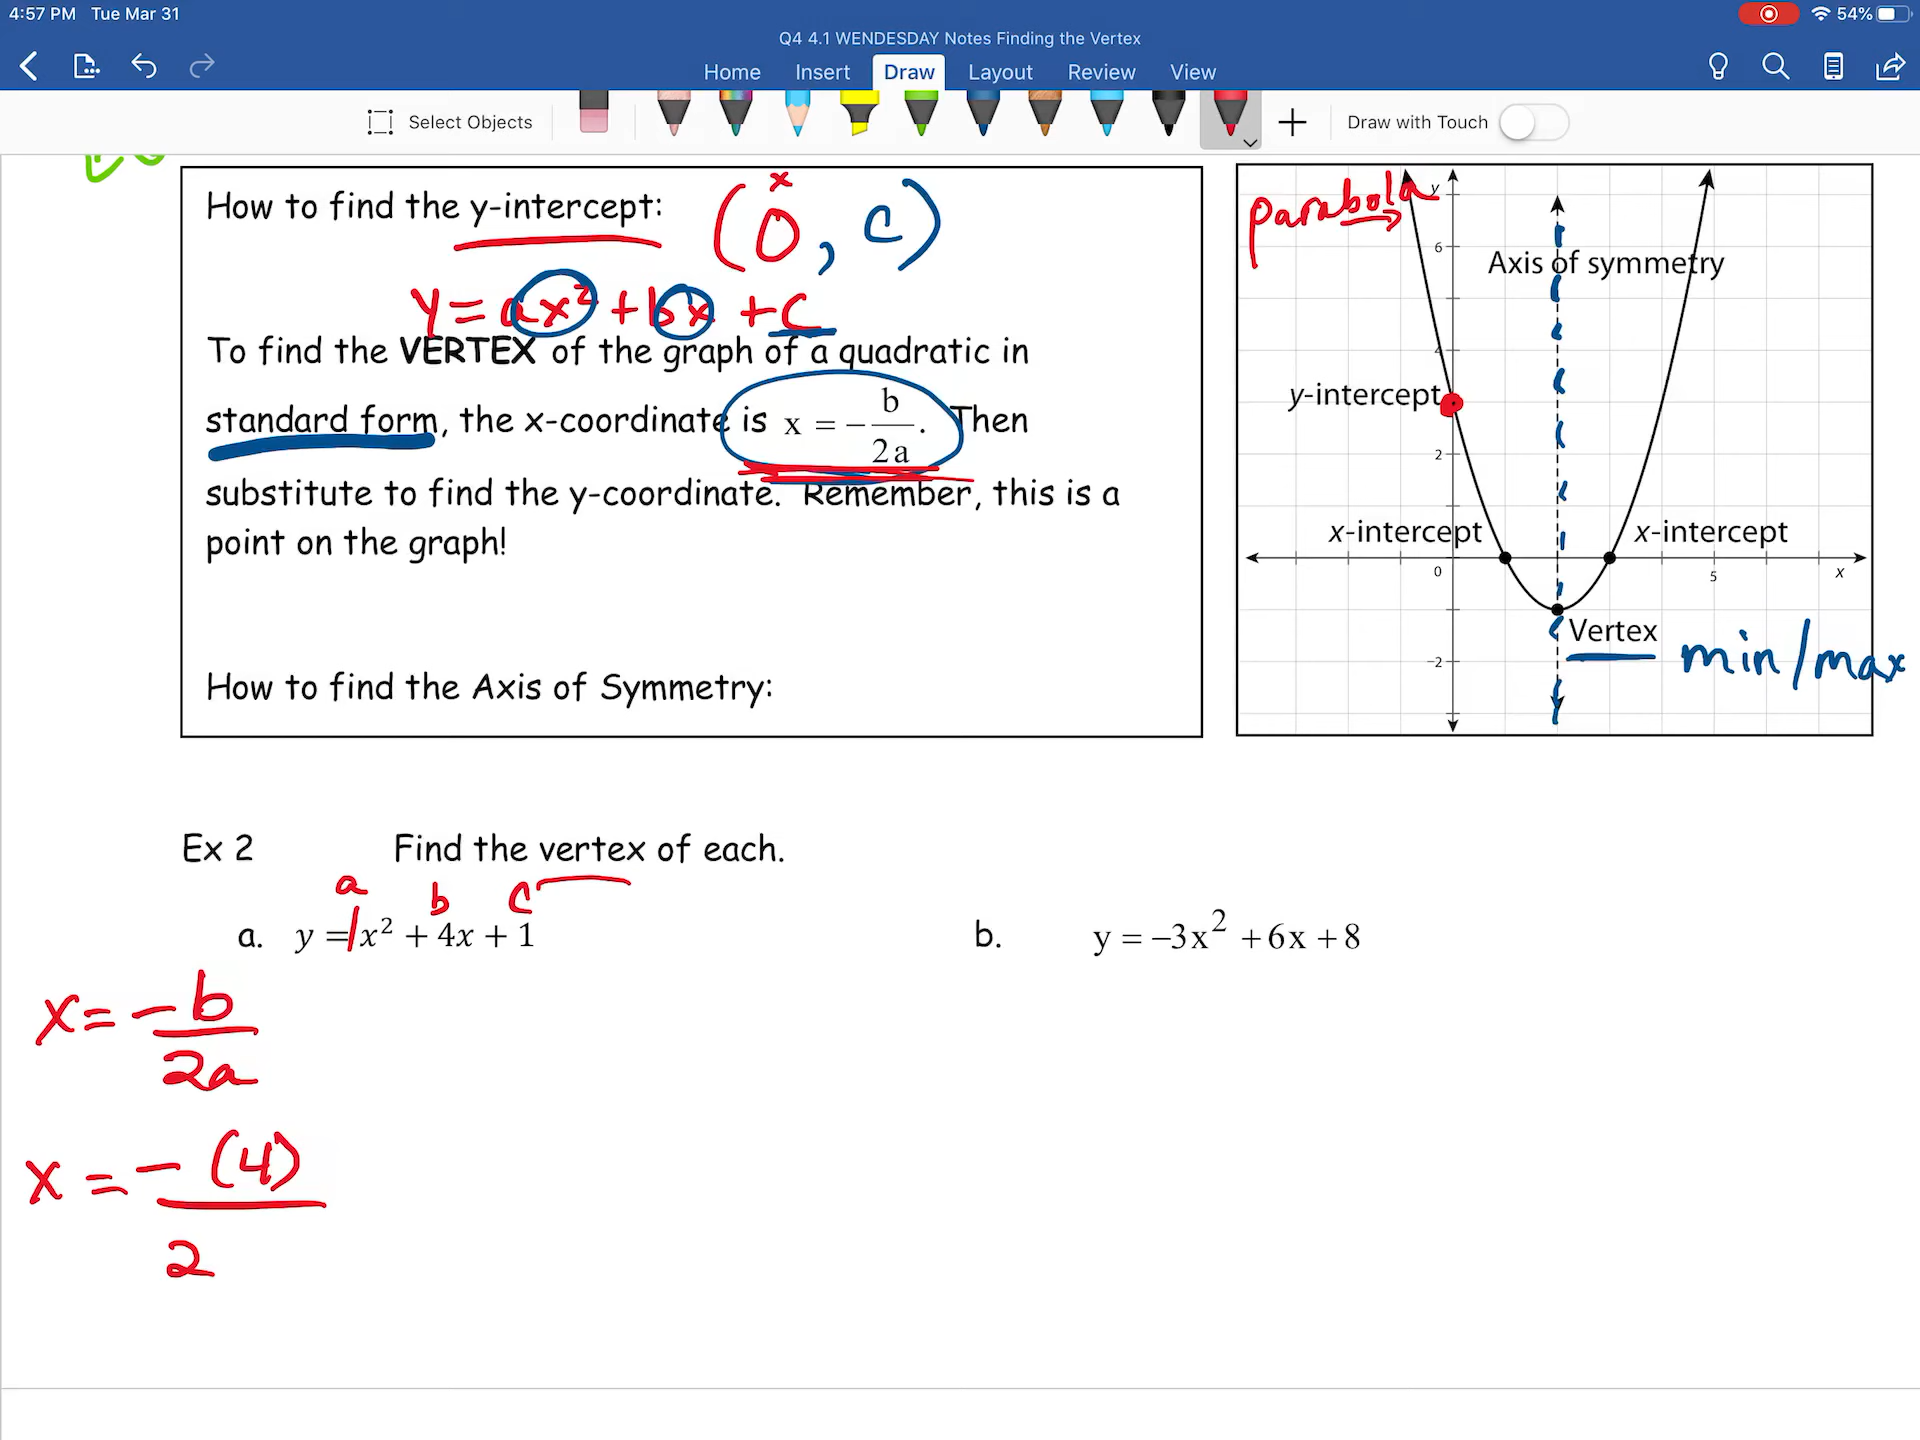 4:57 PM Tue Mar 31
54%
Q4 4.1 WENDESDAY Notes Finding the Vertex
Home Insert Draw Layout Review View
Select Objects
Draw with Touch
How to find the y-intercept: (0, c)
x
y = ax² + bx + c
To find the VERTEX of the graph of a quadratic in
standard form, the x-coordinate is x = -b/2a. Then
substitute to find the y-coordinate. Remember, this is a
point on the graph!
How to find the Axis of Symmetry:
parabola
y
6
Axis of symmetry
4
y-intercept
2
x-intercept
x-intercept
0
5
x
Vertex
min/max
-2
Ex 2 Find the vertex of each.
a b c
a. y = 1x² + 4x + 1
b. y = -3x² + 6x + 8
x = -b/2a
x = -(4)
2